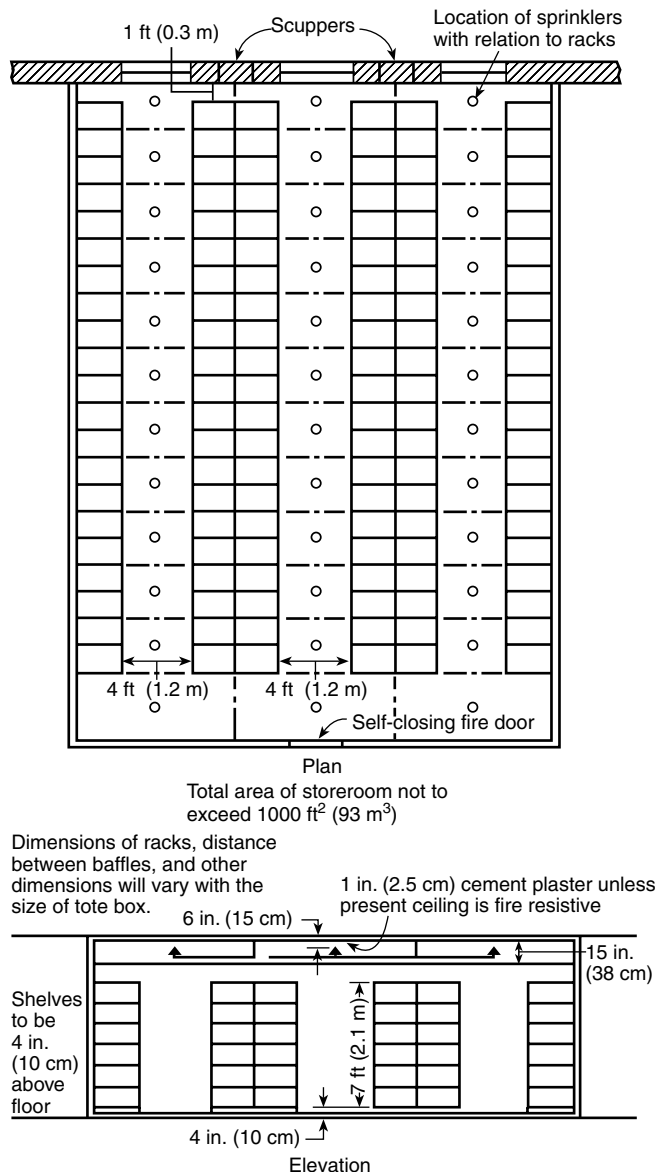 1 ft (0.3 m)
Scuppers
Location of sprinklers
with relation to racks
4 ft (1.2 m)
4 ft (1.2 m)
Self-closing fire door
Plan
Total area of storeroom not to
exceed 1000 ft² (93 m³)
Dimensions of racks, distance
between baffles, and other
dimensions will vary with the
size of tote box.
1 in. (2.5 cm) cement plaster unless
present ceiling is fire resistive
6 in. (15 cm)
15 in.
(38 cm)
Shelves
to be
4 in.
(10 cm)
above
floor
7 ft (2.1 m)
4 in. (10 cm)
Elevation